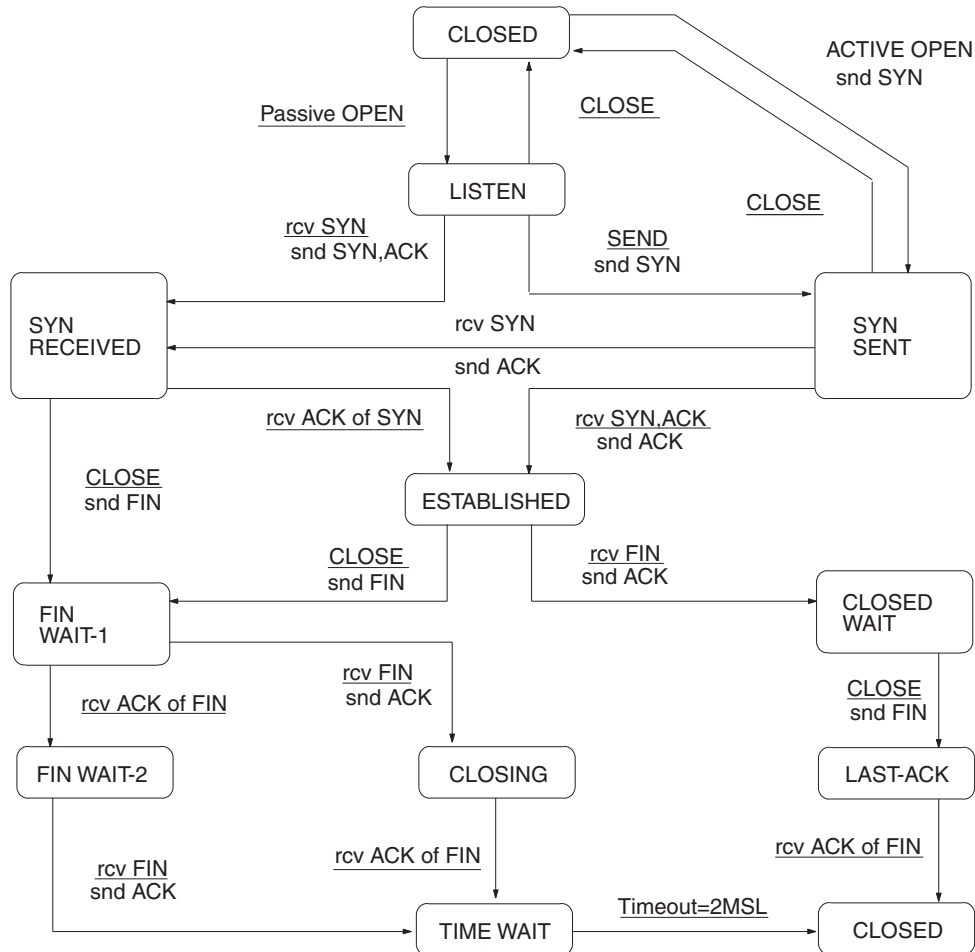 CLOSED
ACTIVE OPEN
snd SYN
Passive OPEN
CLOSE
LISTEN
CLOSE
rcv SYN
snd SYN,ACK
SEND
snd SYN
SYN
RECEIVED
rcv SYN
snd ACK
SYN
SENT
rcv ACK of SYN
rcv SYN,ACK
snd ACK
CLOSE
snd FIN
ESTABLISHED
CLOSE
snd FIN
rcv FIN
snd ACK
FIN
WAIT-1
CLOSED
WAIT
rcv ACK of FIN
rcv FIN
snd ACK
CLOSE
snd FIN
FIN WAIT-2
CLOSING
LAST-ACK
rcv FIN
snd ACK
rcv ACK of FIN
rcv ACK of FIN
TIME WAIT
Timeout=2MSL
CLOSED